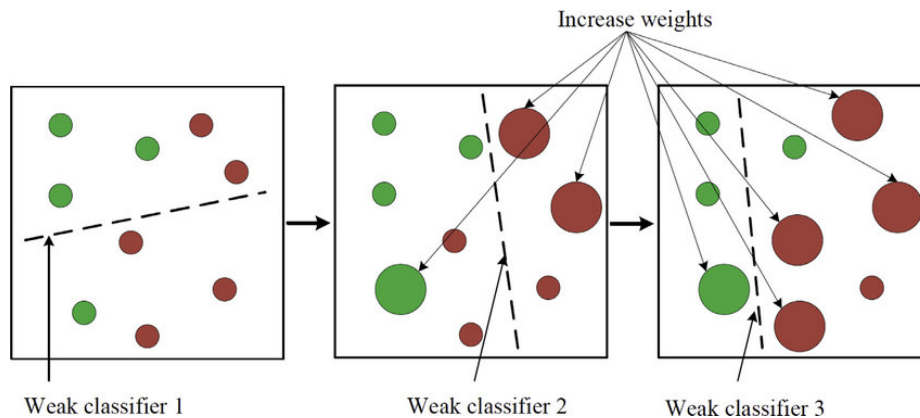 Increase weights
Weak classifier 1
Weak classifier 2
Weak classifier 3